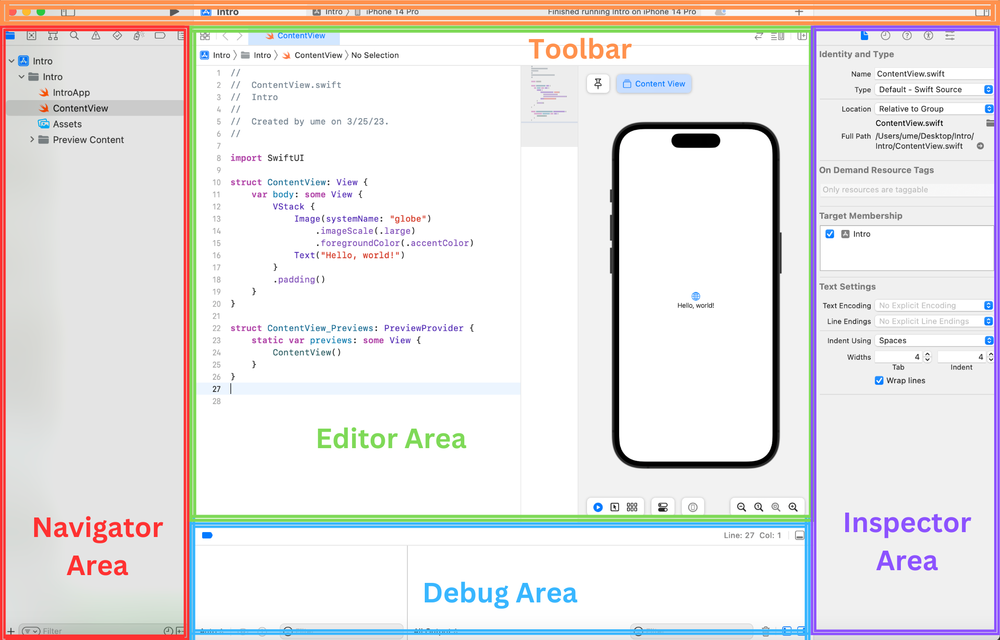 Intro
Intro 〉 iPhone 14 Pro
Finished running Intro on iPhone 14 Pro
Toolbar
Intro
Intro
IntroApp
ContentView
Assets
Preview Content
Navigator
Area
Filter
ContentView
Intro 〉 Intro 〉 ContentView 〉 No Selection
1 //
2 //  ContentView.swift
3 //  Intro
4 //
5 //  Created by ume on 3/25/23.
6 //
7
8 import SwiftUI
9
10 struct ContentView: View {
11     var body: some View {
12         VStack {
13             Image(systemName: "globe")
14                 .imageScale(.large)
15                 .foregroundColor(.accentColor)
16             Text("Hello, world!")
17         }
18         .padding()
19     }
20 }
21
22 struct ContentView_Previews: PreviewProvider {
23     static var previews: some View {
24         ContentView()
25     }
26 }
27
28
Editor Area
Content View
Hello, world!
Line: 27 Col: 1
Debug Area
Identity and Type
Name ContentView.swift
Type Default - Swift Source
Location Relative to Group
ContentView.swift
Full Path /Users/ume/Desktop/Intro/
Intro/ContentView.swift
On Demand Resource Tags
Only resources are taggable
Target Membership
Intro
Text Settings
Text Encoding No Explicit Encoding
Line Endings No Explicit Line Endings
Indent Using Spaces
Widths 4 4
Tab Indent
Wrap lines
Inspector
Area